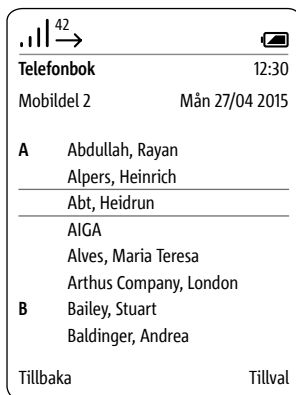 42
Telefonbok 12:30
Mobildel 2 Mån 27/04 2015
A Abdullah, Rayan
Alpers, Heinrich
Abt, Heidrun
AIGA
Alves, Maria Teresa
Arthus Company, London
B Bailey, Stuart
Baldinger, Andrea
Tillbaka Tillval